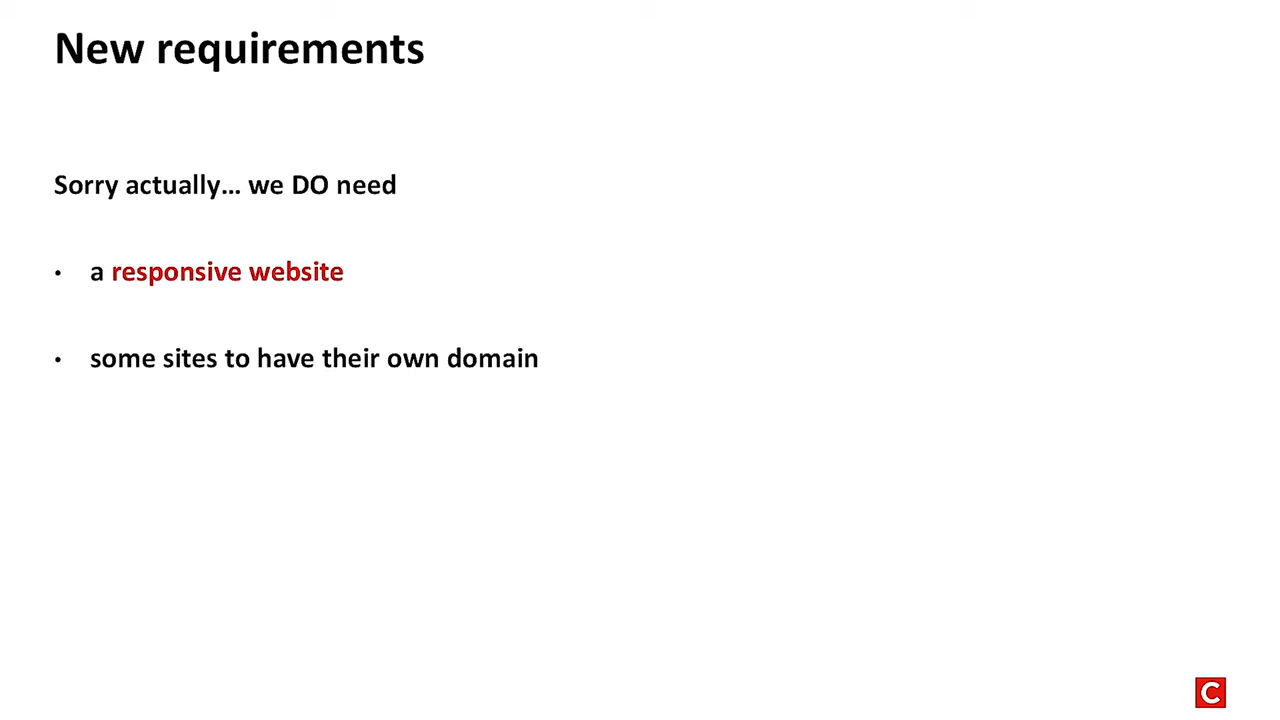 New requirements
Sorry actually… we DO need
• a responsive website
• some sites to have their own domain
C